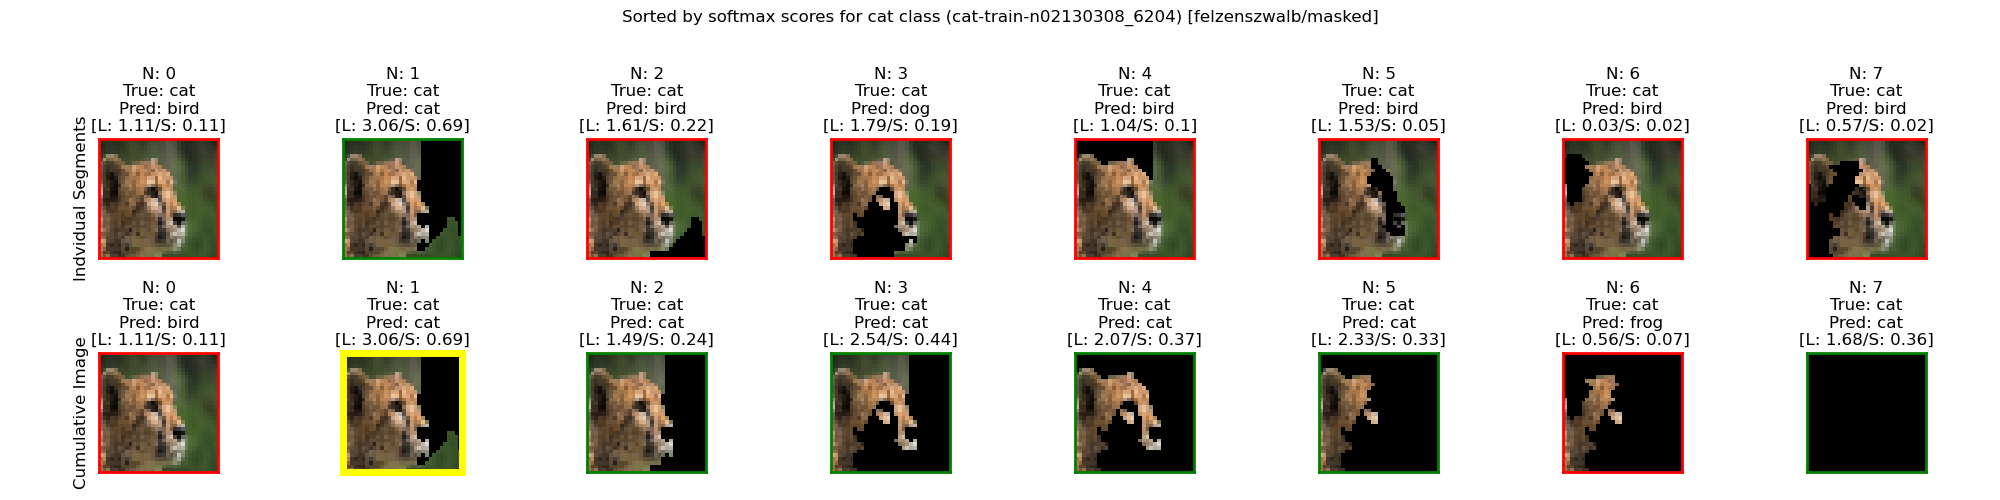 Sorted by softmax scores for cat class (cat-train-n02130308_6204) [felzenszwalb/masked]
Indvidual Segments
N: 0
True: cat
Pred: bird
[L: 1.11/S: 0.11]
N: 1
True: cat
Pred: cat
[L: 3.06/S: 0.69]
N: 2
True: cat
Pred: bird
[L: 1.61/S: 0.22]
N: 3
True: cat
Pred: dog
[L: 1.79/S: 0.19]
N: 4
True: cat
Pred: bird
[L: 1.04/S: 0.1]
N: 5
True: cat
Pred: bird
[L: 1.53/S: 0.05]
N: 6
True: cat
Pred: bird
[L: 0.03/S: 0.02]
N: 7
True: cat
Pred: bird
[L: 0.57/S: 0.02]
Cumulative Image
N: 0
True: cat
Pred: bird
[L: 1.11/S: 0.11]
N: 1
True: cat
Pred: cat
[L: 3.06/S: 0.69]
N: 2
True: cat
Pred: cat
[L: 1.49/S: 0.24]
N: 3
True: cat
Pred: cat
[L: 2.54/S: 0.44]
N: 4
True: cat
Pred: cat
[L: 2.07/S: 0.37]
N: 5
True: cat
Pred: cat
[L: 2.33/S: 0.33]
N: 6
True: cat
Pred: frog
[L: 0.56/S: 0.07]
N: 7
True: cat
Pred: cat
[L: 1.68/S: 0.36]